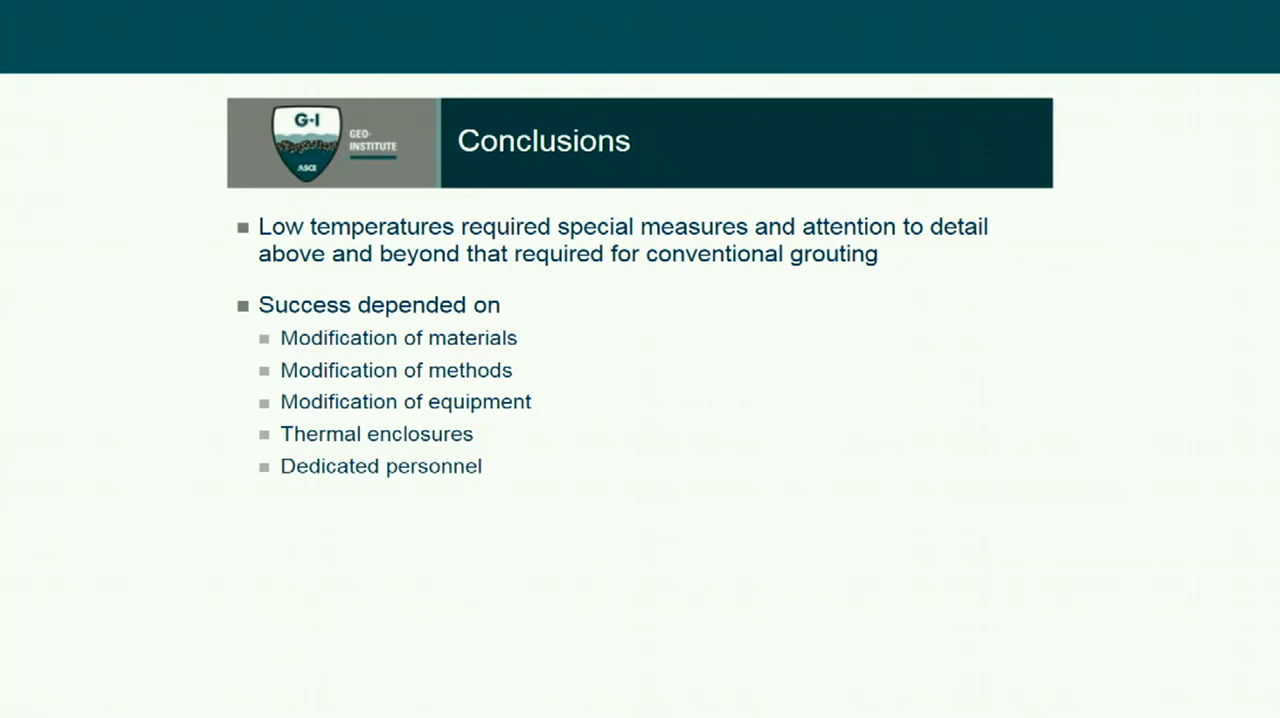 G-I
GEO-
INSTITUTE
ASCE
Conclusions
Low temperatures required special measures and attention to detail
above and beyond that required for conventional grouting
Success depended on
Modification of materials
Modification of methods
Modification of equipment
Thermal enclosures
Dedicated personnel